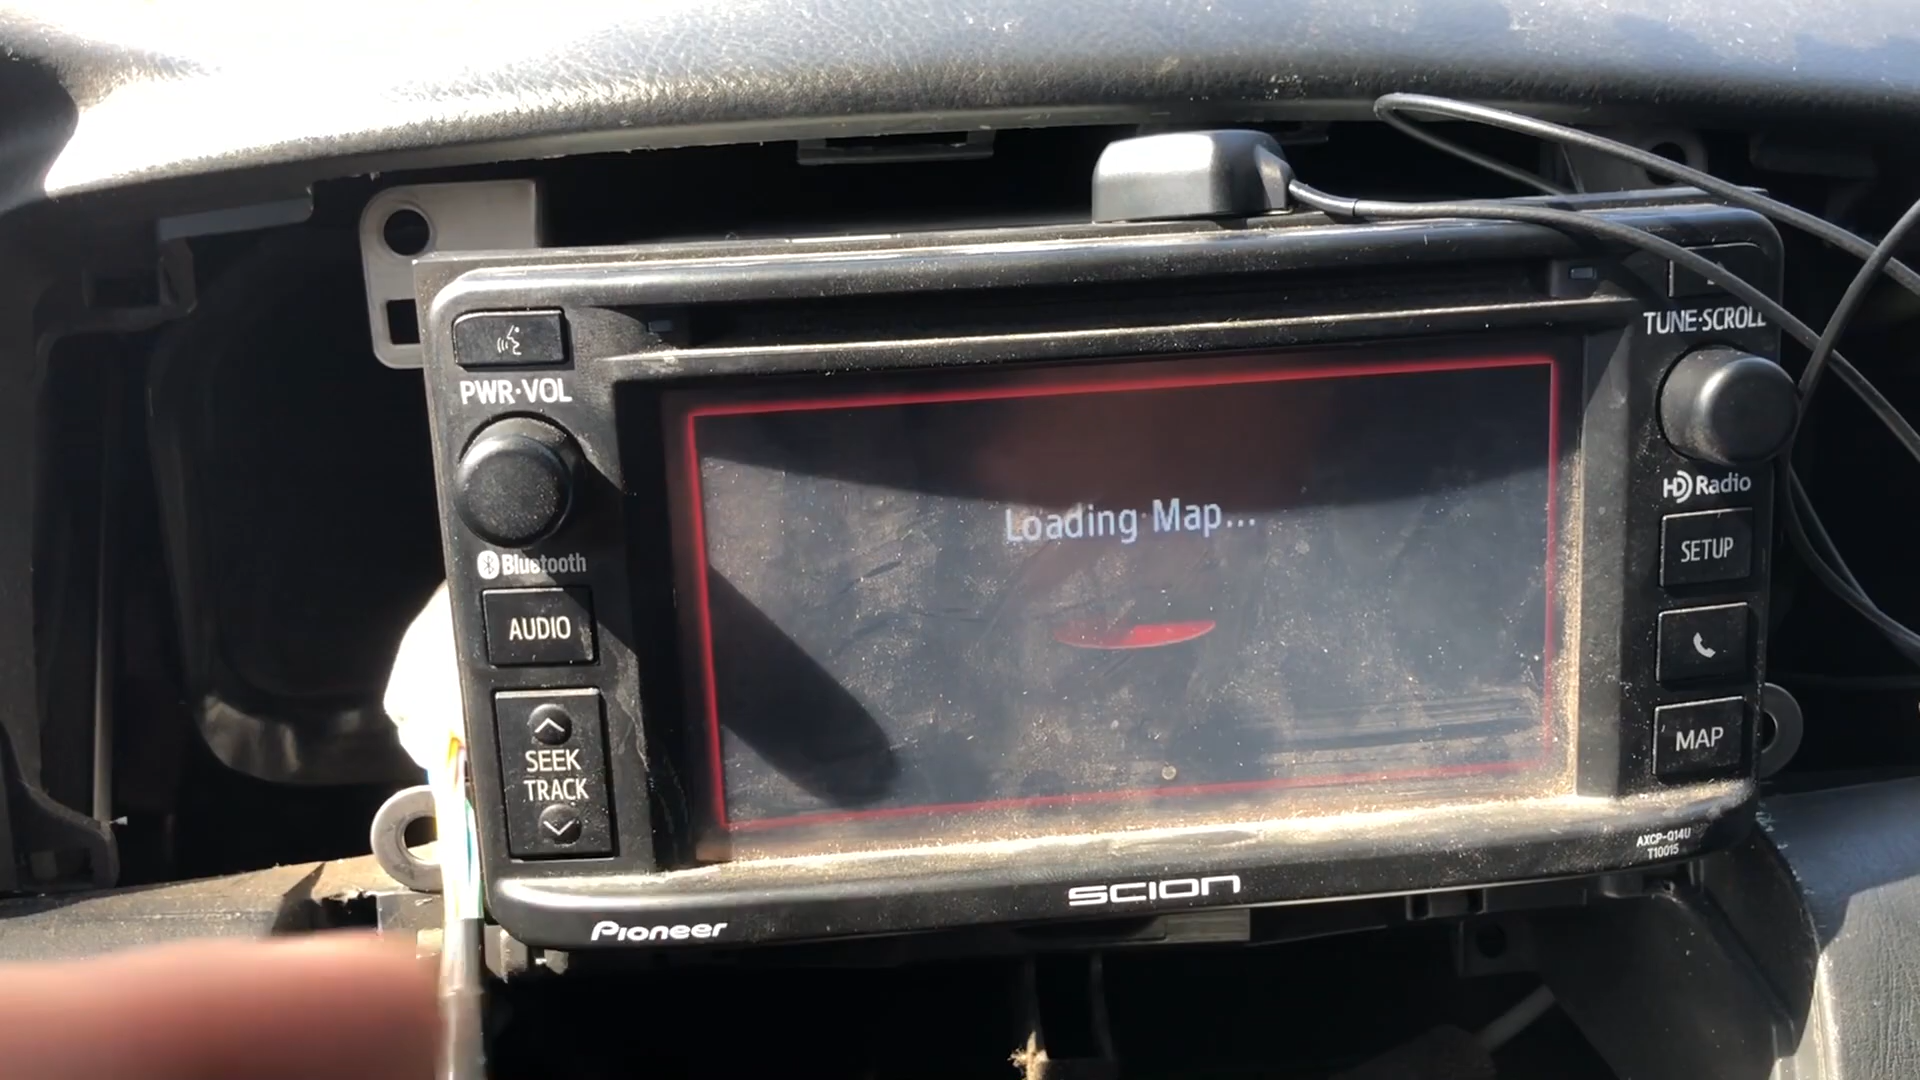 PWR·VOL
Bluetooth
AUDIO
SEEK
TRACK
Loading Map...
TUNE·SCROLL
HD Radio
SETUP
MAP
AXCP-Q14U
T10015
SCION
Pioneer